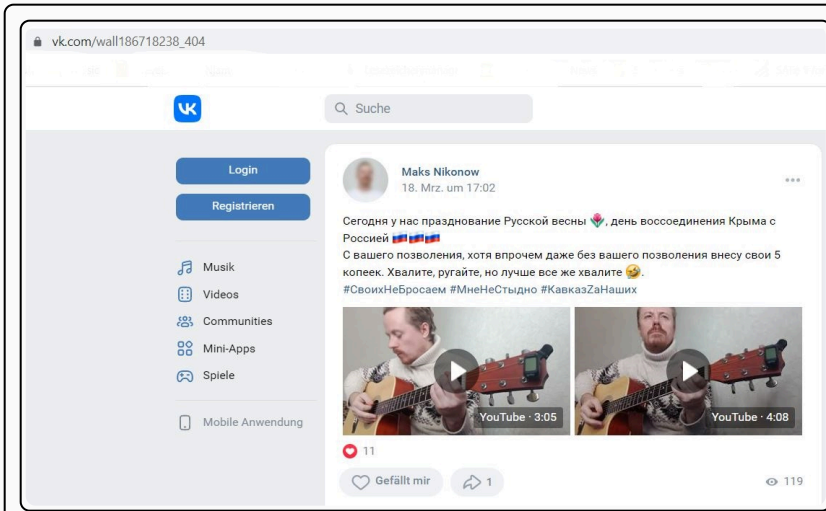 vk.com/wall186718238_404
Suche
Login
Registrieren
Musik
Videos
Communities
Mini-Apps
Spiele
Mobile Anwendung
Maks Nikonow
18. Mrz. um 17:02
Сегодня у нас празднование Русской весны 🌷, день воссоединения Крыма с
Россией 🇷🇺🇷🇺🇷🇺
С вашего позволения, хотя впрочем даже без вашего позволения внесу свои 5
копеек. Хвалите, ругайте, но лучше все же хвалите 🤣.
#СвоихНеБросаем #МнеНеСтыдно #КавказZаНаших
YouTube · 3:05
YouTube · 4:08
11
Gefällt mir
1
119